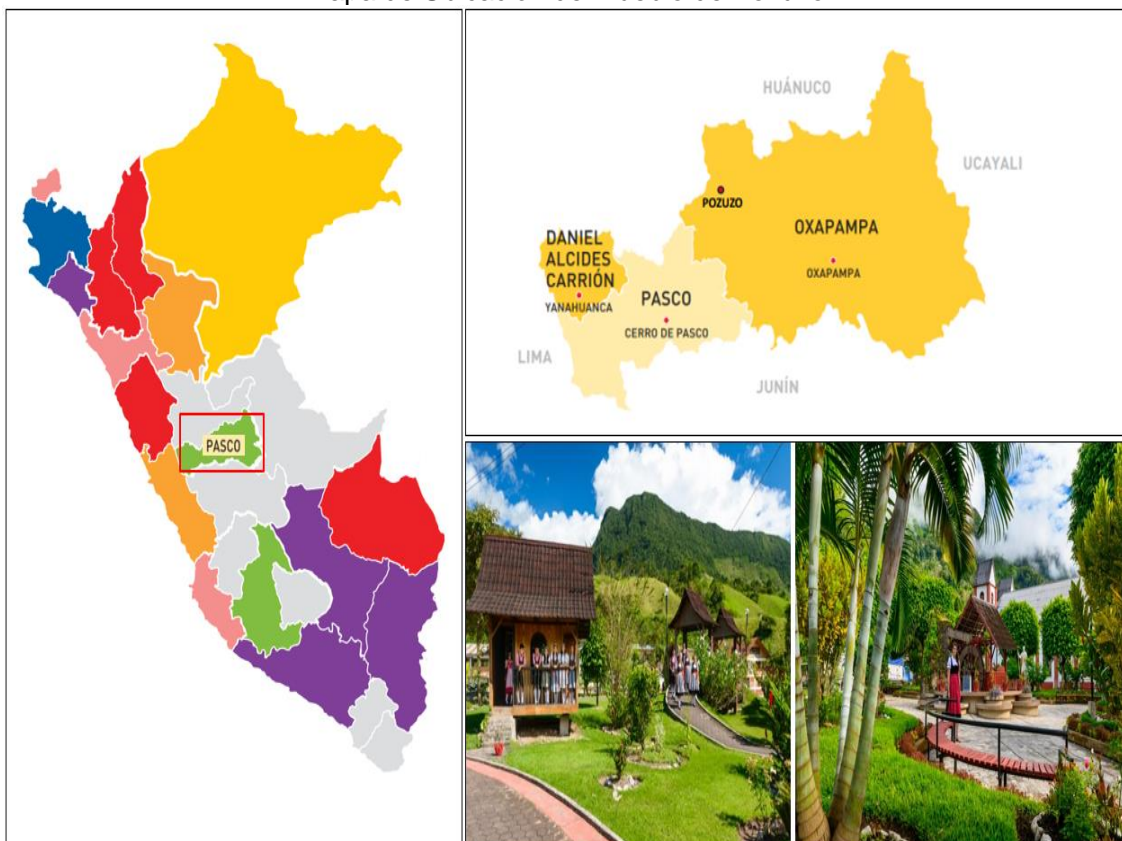 PASCO
HUÁNUCO
UCAYALI
POZUZO
OXAPAMPA
OXAPAMPA
DANIEL
ALCIDES
CARRIÓN
YANAHUANCA
PASCO
CERRO DE PASCO
LIMA
JUNÍN